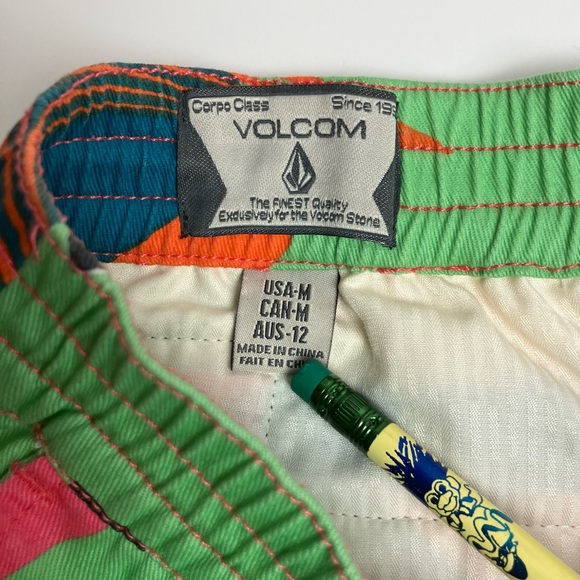 Corpo Class Since 19
VOLCOM
The FINEST Quality
Exclusively for the Volcom Stone
USA-M
CAN-M
AUS-12
MADE IN CHINA
FAIT EN